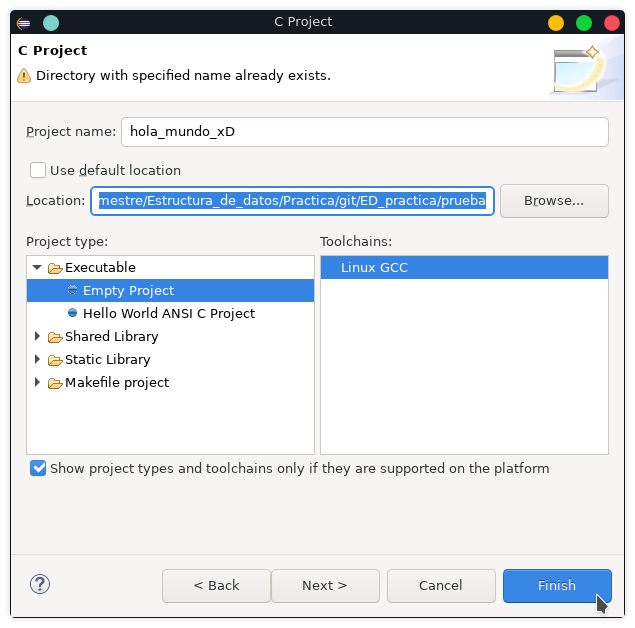 C Project
C Project
Directory with specified name already exists.
Project name: hola_mundo_xD
Use default location
Location: mestre/Estructura_de_datos/Practica/git/ED_practica/prueba Browse...
Project type: Toolchains:
Executable Linux GCC
Empty Project
Hello World ANSI C Project
Shared Library
Static Library
Makefile project
Show project types and toolchains only if they are supported on the platform
? < Back Next > Cancel Finish